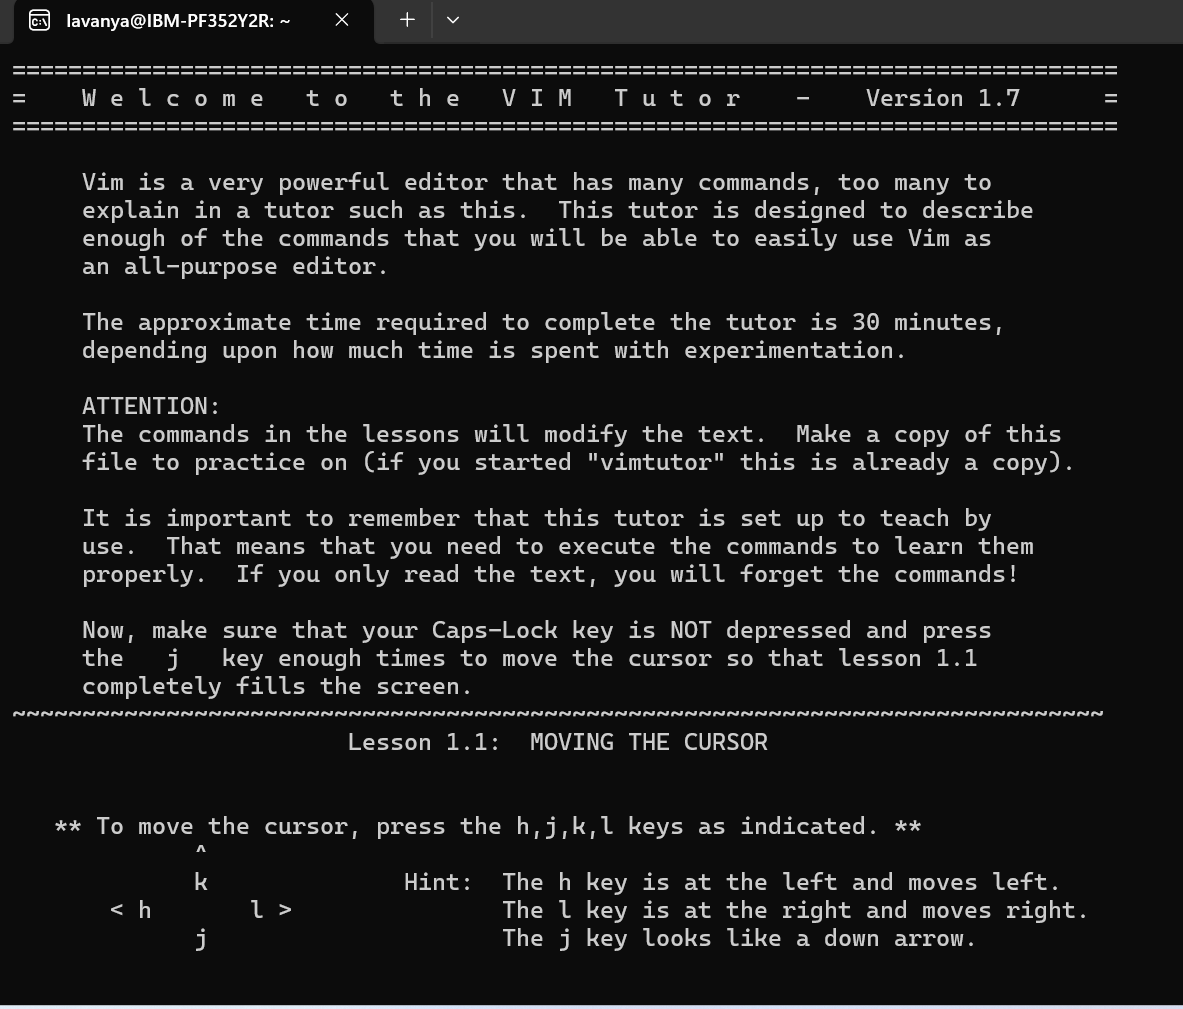 lavanya@IBM-PF352Y2R: ~
==============================================================================
=    W e l c o m e   t o   t h e   V I M   T u t o r   -    Version 1.7      =
==============================================================================
Vim is a very powerful editor that has many commands, too many to
explain in a tutor such as this.  This tutor is designed to describe
enough of the commands that you will be able to easily use Vim as
an all-purpose editor.
The approximate time required to complete the tutor is 30 minutes,
depending upon how much time is spent with experimentation.
ATTENTION:
The commands in the lessons will modify the text.  Make a copy of this
file to practice on (if you started "vimtutor" this is already a copy).
It is important to remember that this tutor is set up to teach by
use.  That means that you need to execute the commands to learn them
properly.  If you only read the text, you will forget the commands!
Now, make sure that your Caps-Lock key is NOT depressed and press
the   j   key enough times to move the cursor so that lesson 1.1
completely fills the screen.
~~~~~~~~~~~~~~~~~~~~~~~~~~~~~~~~~~~~~~~~~~~~~~~~~~~~~~~~~~~~~~~~~~~~~~~~~~~~~~
Lesson 1.1:  MOVING THE CURSOR
** To move the cursor, press the h,j,k,l keys as indicated. **
^
k              Hint:  The h key is at the left and moves left.
< h       l >               The l key is at the right and moves right.
j                     The j key looks like a down arrow.